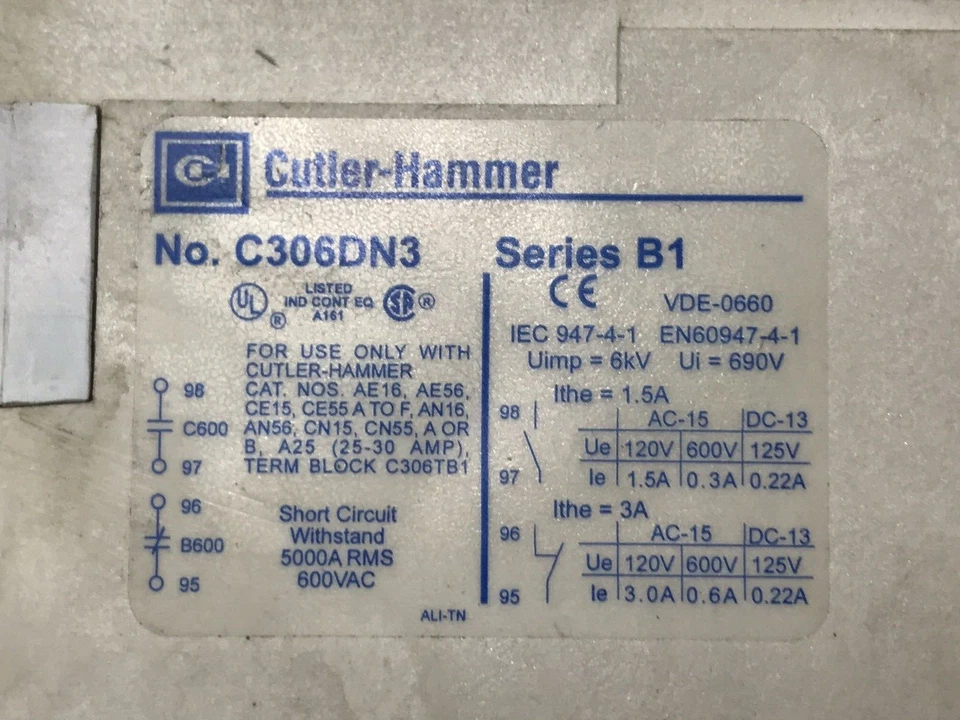 Cutler-Hammer
No. C306DN3
Series B1
UL
®
LISTED
IND CONT EQ
A161
SA
®
FOR USE ONLY WITH
CUTLER-HAMMER
CAT. NOS. AE16, AE56,
CE15, CE55 A TO F, AN16,
AN56, CN15, CN55, A OR
B, A25 (25-30 AMP),
TERM BLOCK C306TB1
98
C600
97
96
B600
95
Short Circuit
Withstand
5000A RMS
600VAC
ALI-TN
CE
VDE-0660
IEC 947-4-1 EN60947-4-1
Uimp = 6kV Ui = 690V
Ithe = 1.5A
98
97
AC-15 DC-13
Ue 120V 600V 125V
Ie 1.5A 0.3A 0.22A
Ithe = 3A
96
95
AC-15 DC-13
Ue 120V 600V 125V
Ie 3.0A 0.6A 0.22A